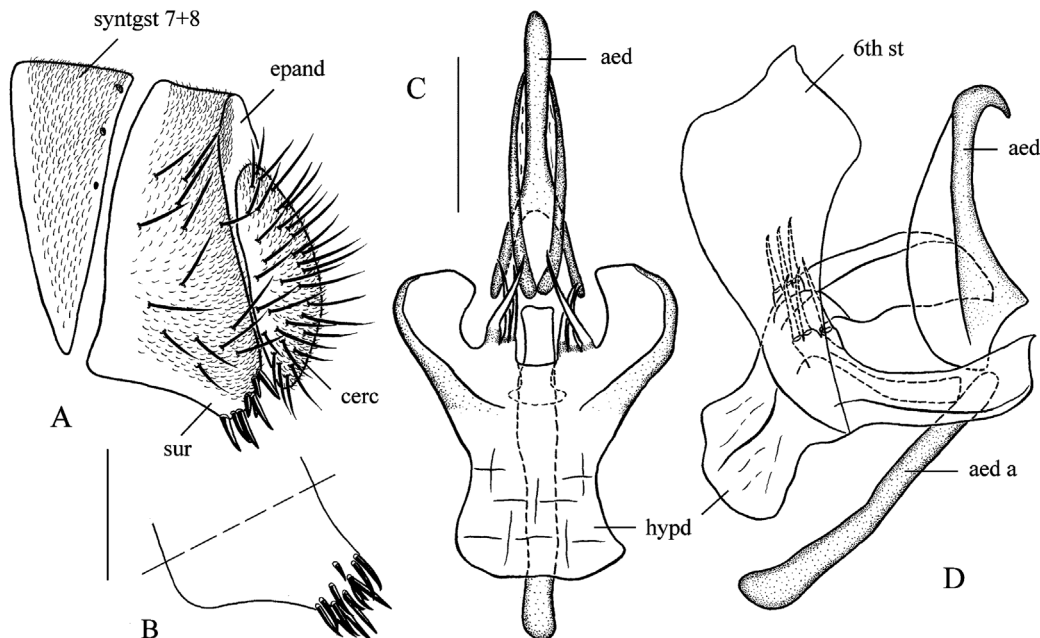 syntgst 7+8
epand
A
sur
cerc
B
C
aed
hypd
6th st
aed
aed a
D